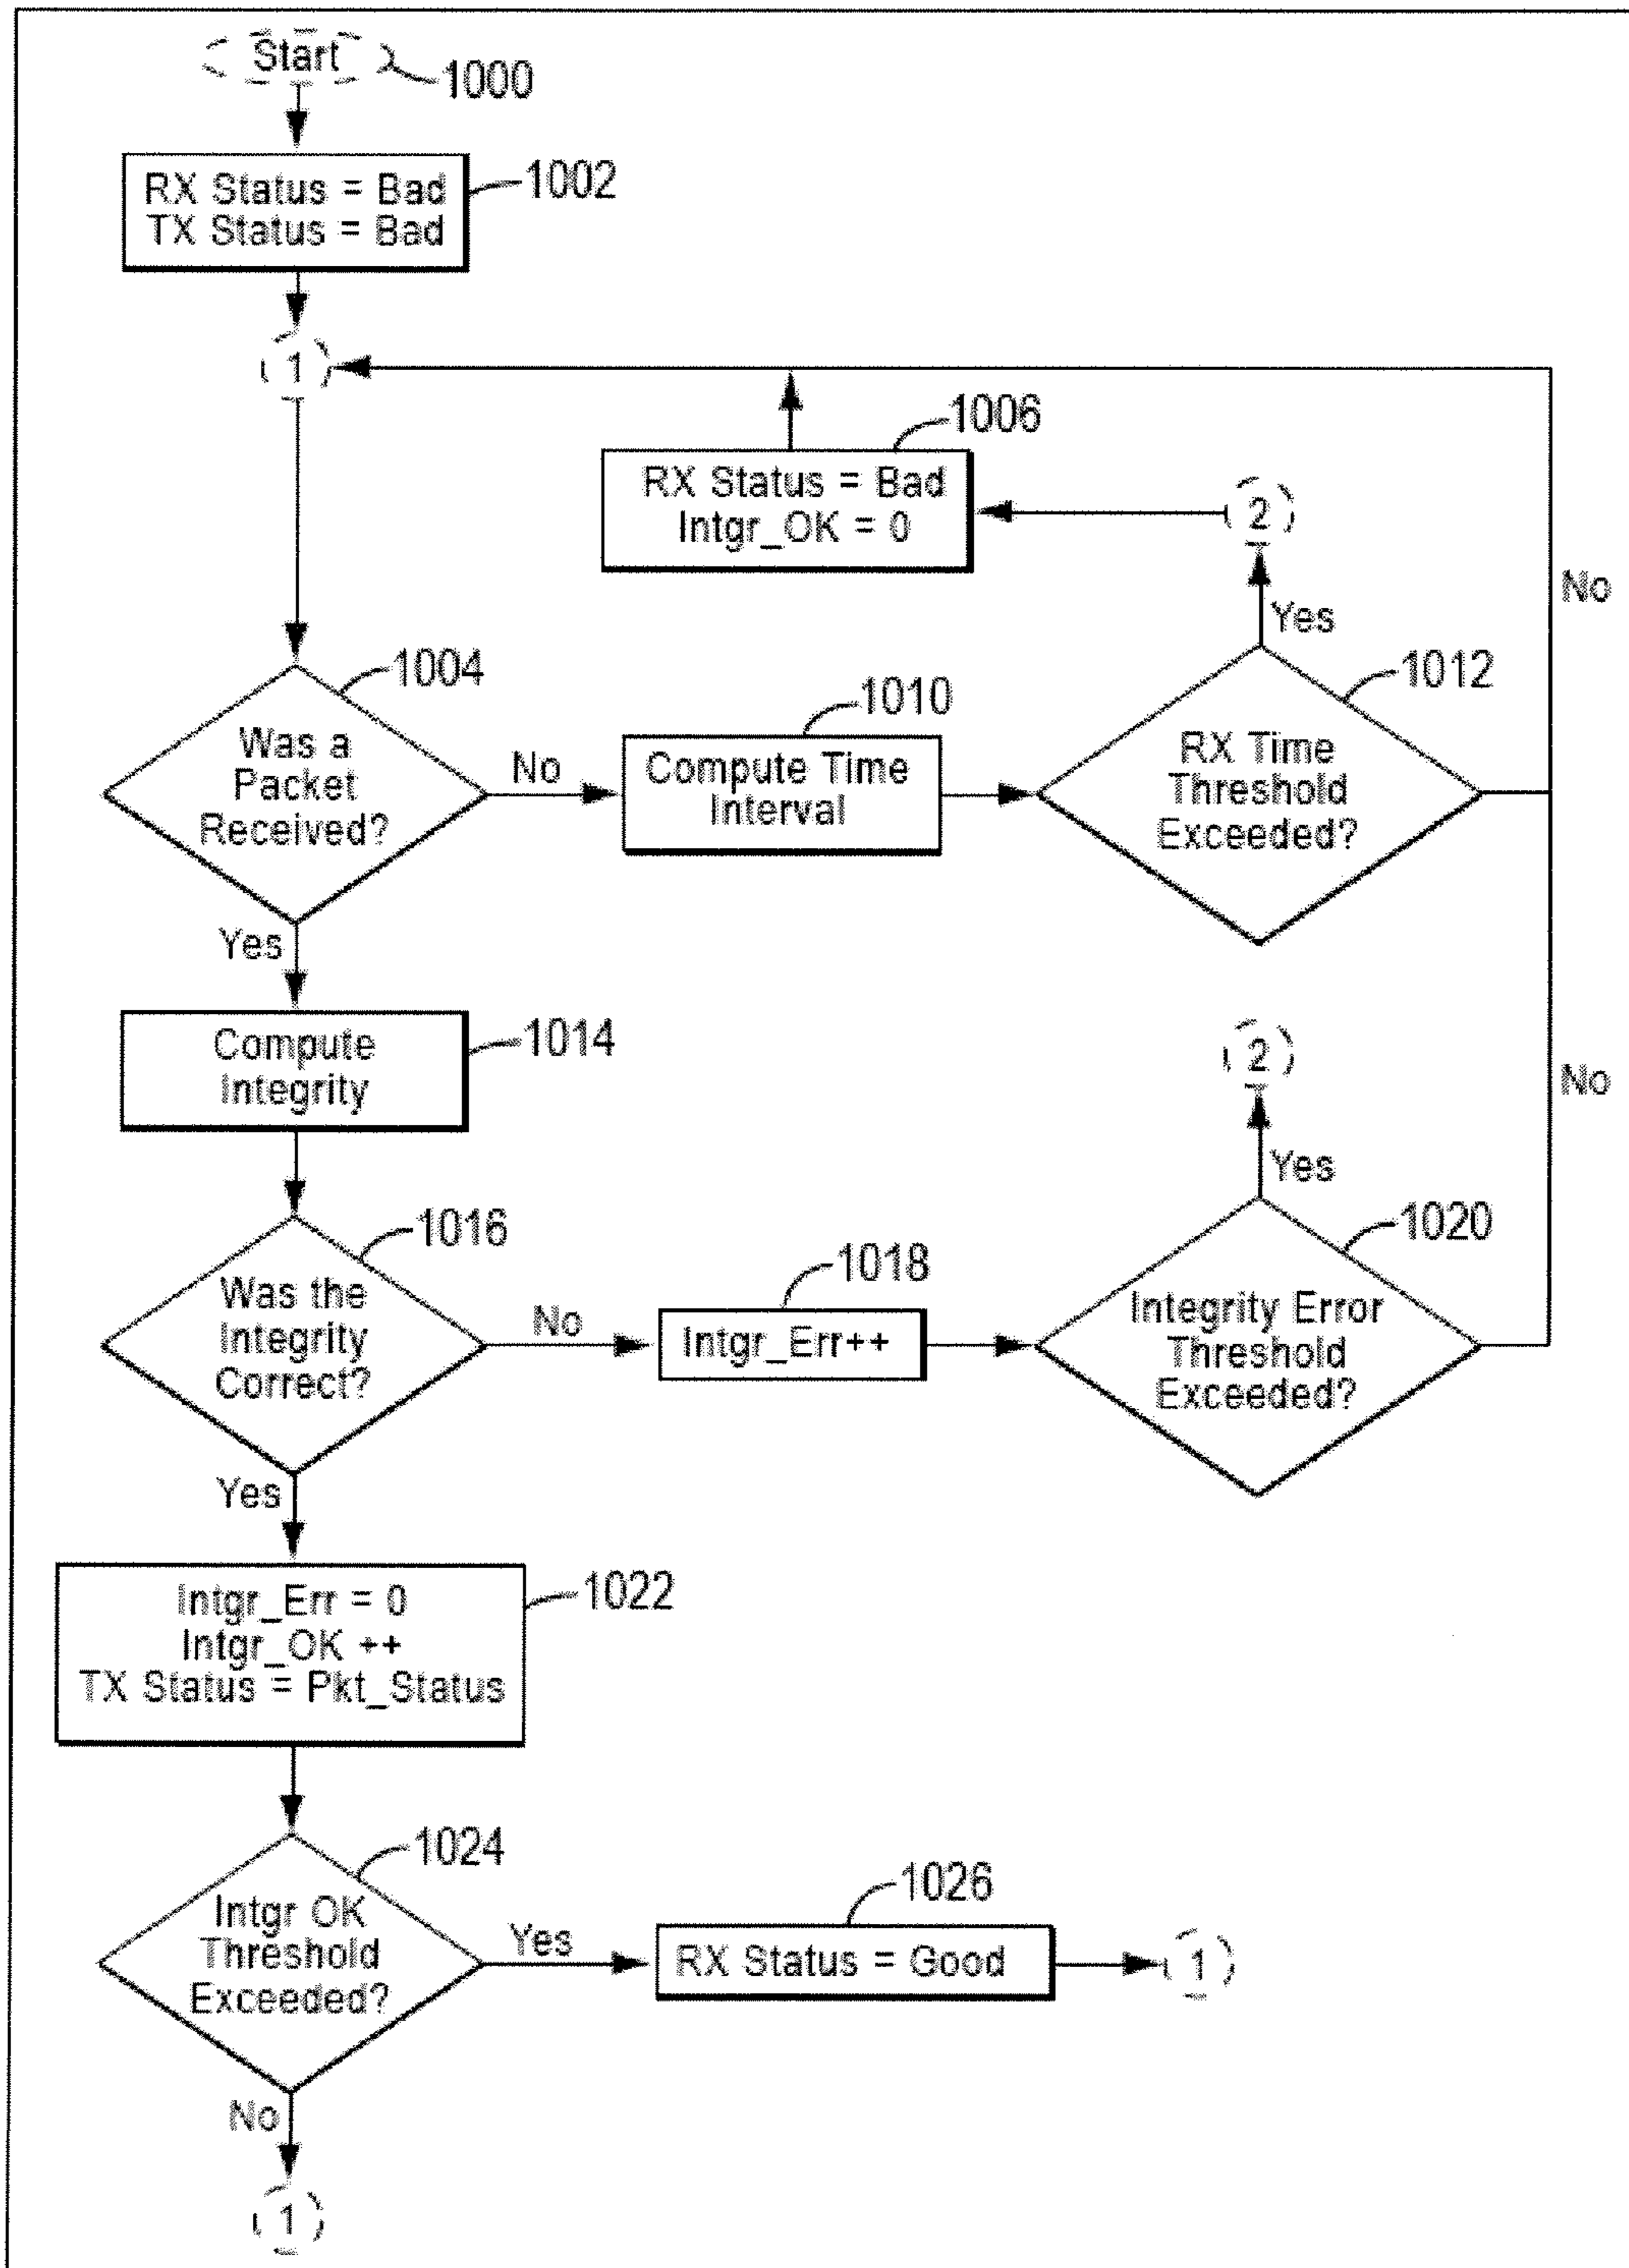 Start
1000
RX Status = Bad
TX Status = Bad
1002
1
1006
RX Status = Bad
Intgr_OK = 0
2
No
Yes
1004
1010
1012
Was a
Packet
Received?
No
Compute Time
Interval
RX Time
Threshold
Exceeded?
Yes
Compute
Integrity
1014
2
No
Yes
1016
1018
1020
Was the
Integrity
Correct?
No
Intgr_Err++
Integrity Error
Threshold
Exceeded?
Yes
Intgr_Err = 0
Intgr_OK ++
TX Status = Pkt_Status
1022
1024
1026
Intgr OK
Threshold
Exceeded?
Yes
RX Status = Good
1
No
1